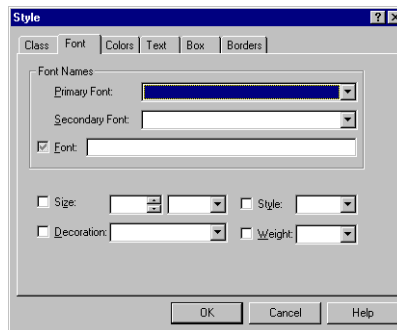 Style
Class Font Colors Text Box Borders
Font Names
Primary Font:
Secondary Font:
Font:
Size: Style:
Decoration: Weight:
OK Cancel Help